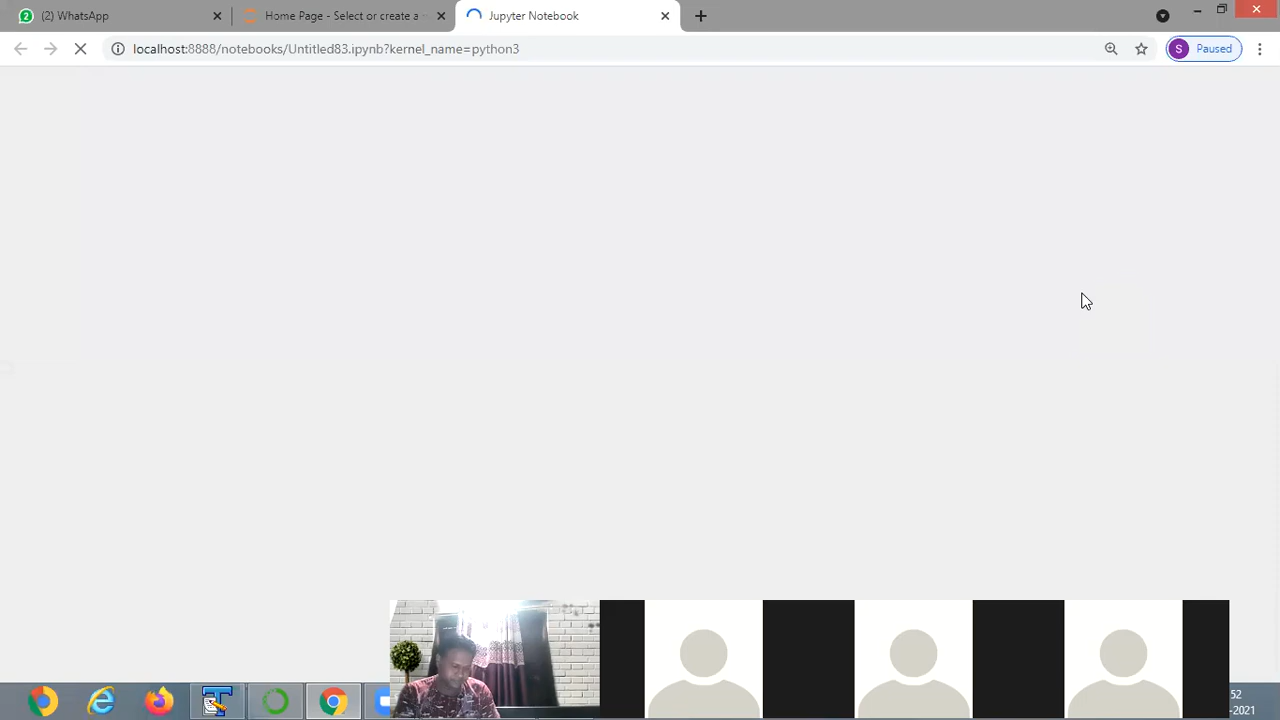 (2) WhatsApp
Home Page - Select or create a
Jupyter Notebook
localhost:8888/notebooks/Untitled83.ipynb?kernel_name=python3
S
Paused
2
52
-2021